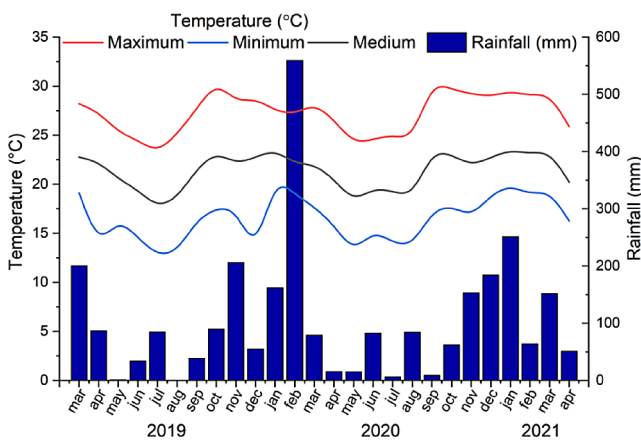 Temperature (°C)
Maximum Minimum Medium Rainfall (mm)
35 30 25 20 15 10 5 0
Temperature (°C)
600 500 400 300 200 100 0
Rainfall (mm)
mar apr may jun jul aug sep oct nov dec jan feb mar apr may jun jul aug sep oct nov dec jan feb mar apr
2019 2020 2021